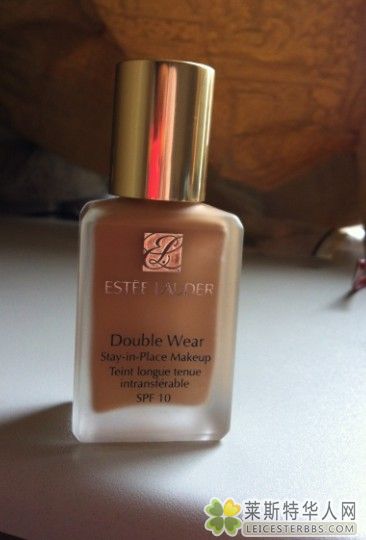 ESTĒE LAUDER
Double Wear
Stay-in-Place Makeup
Teint longue tenue
intransférable
SPF 10
莱斯特华人网
LEICESTERBBS.COM